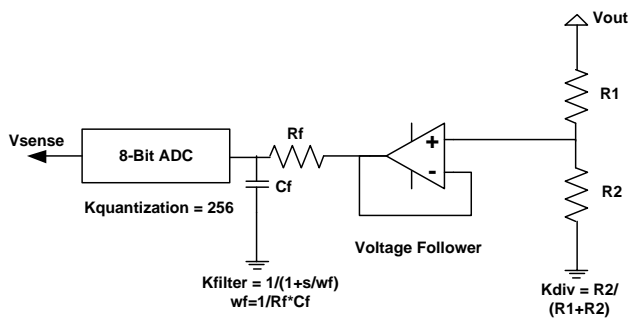 Vout
R1
Rf
Vsense
8-Bit ADC
+
-
Cf
R2
Kquantization = 256
Voltage Follower
Kfilter = 1/(1+s/wf)
wf=1/Rf*Cf
Kdiv = R2/
(R1+R2)